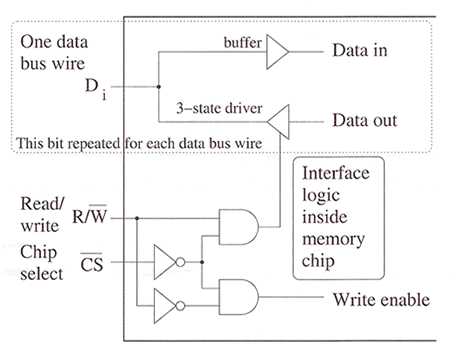 One data
bus wire
D i
buffer
Data in
3–state driver
Data out
This bit repeated for each data bus wire
Interface
logic
inside
memory
chip
Read/
write
R/W̅
Chip
select
C̅S̅
Write enable